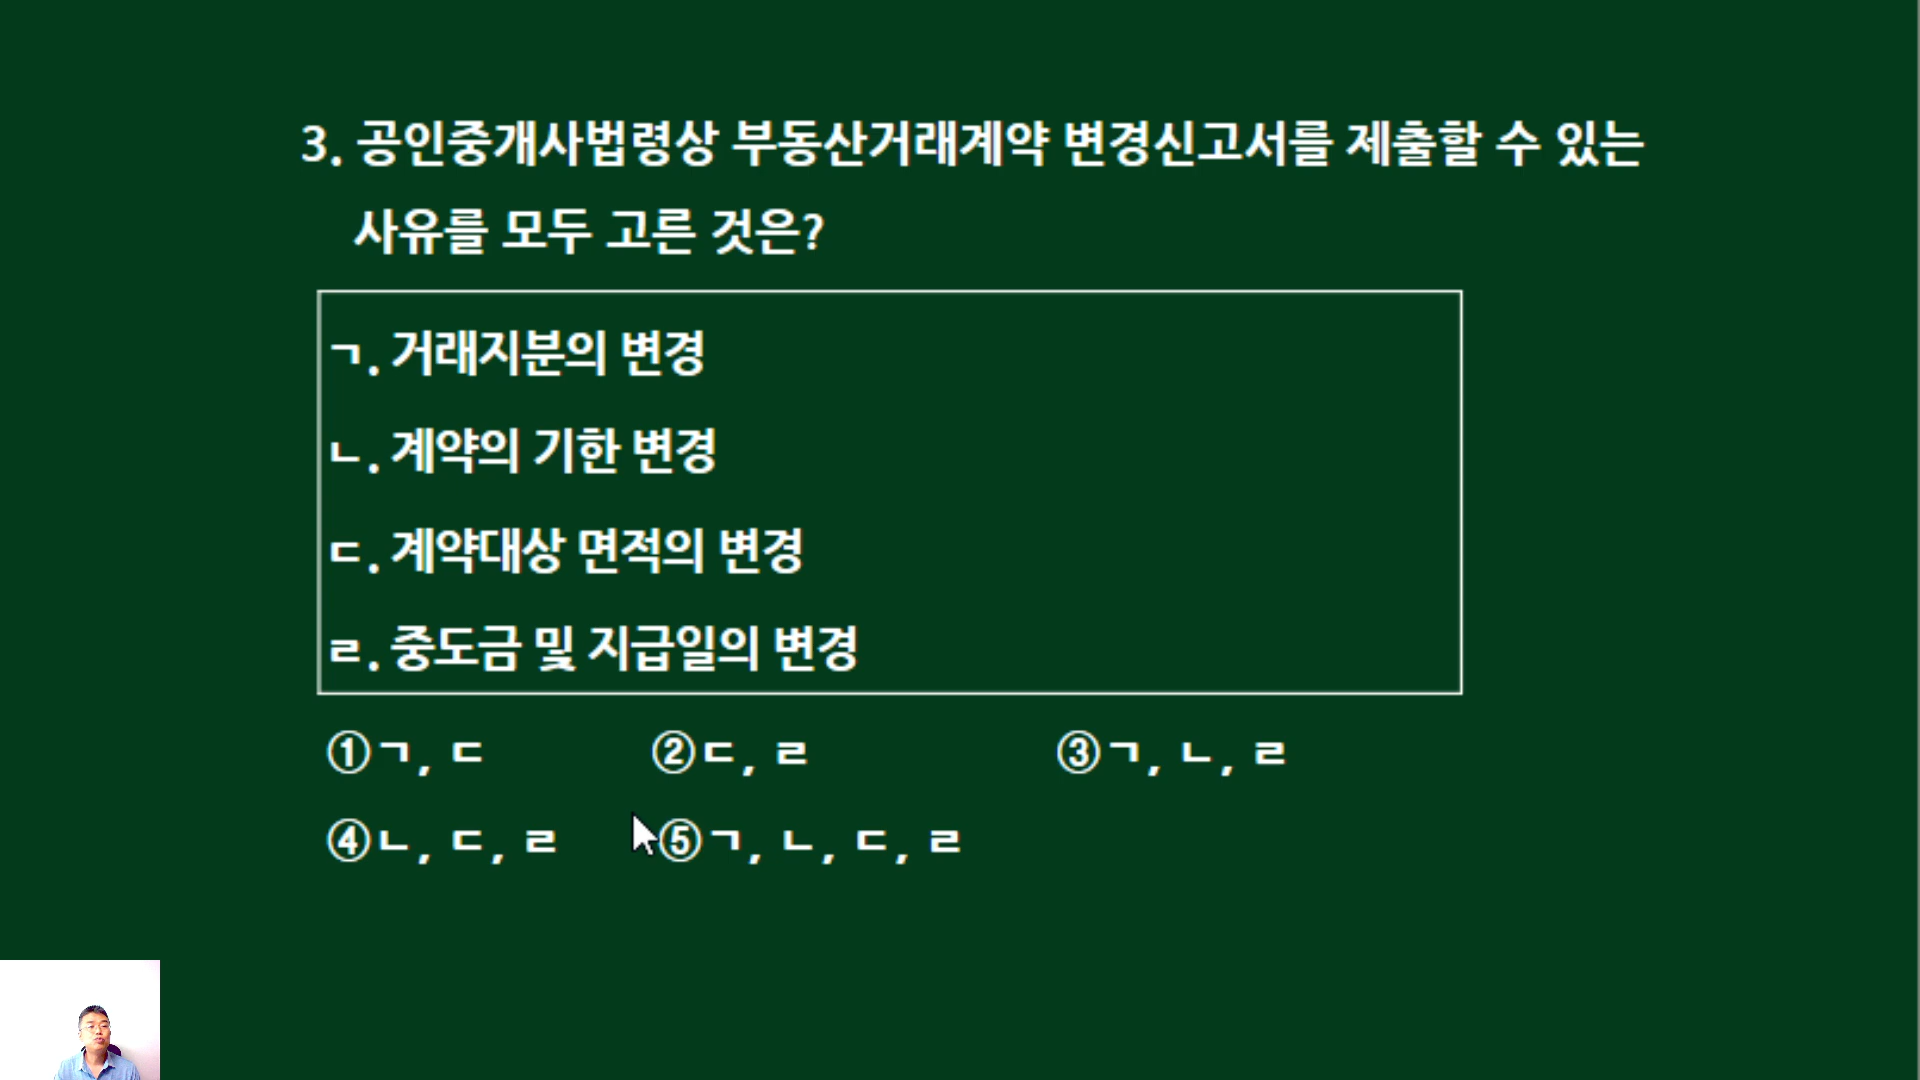 3. 공인중개사법령상 부동산거래계약 변경신고서를 제출할 수 있는
사유를 모두 고른 것은?
ㄱ. 거래지분의 변경
ㄴ. 계약의 기한 변경
ㄷ. 계약대상 면적의 변경
ㄹ. 중도금 및 지급일의 변경
①ㄱ, ㄷ ②ㄷ, ㄹ ③ㄱ, ㄴ, ㄹ
④ㄴ, ㄷ, ㄹ ⑤ㄱ, ㄴ, ㄷ, ㄹ